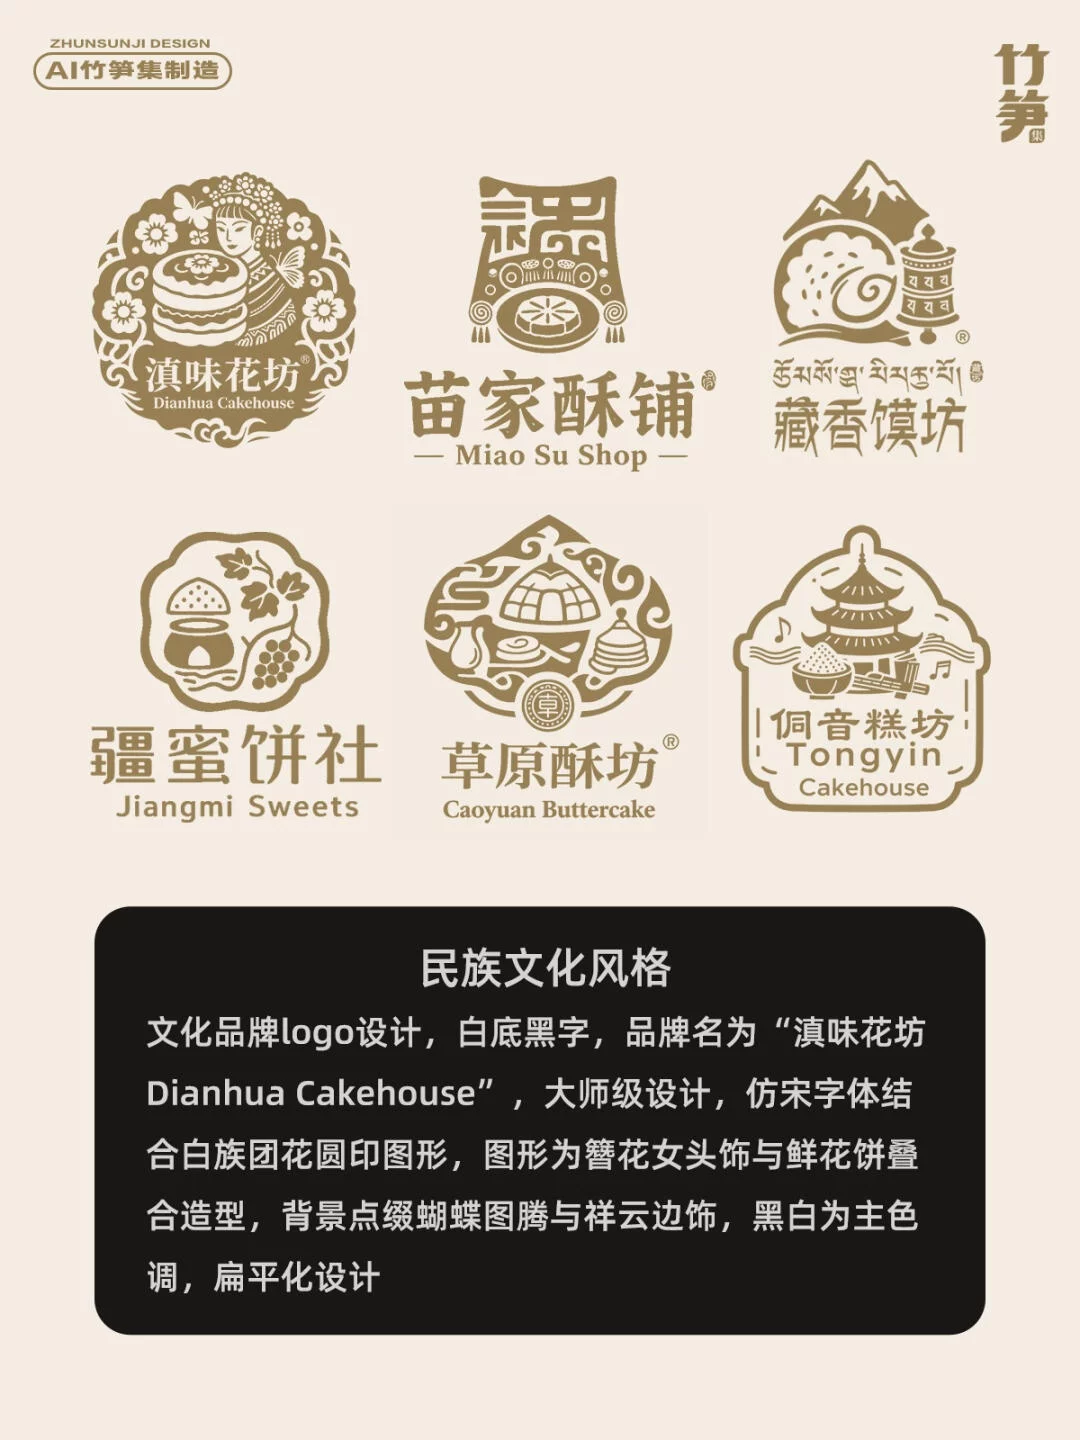 ZHUNSUNJI DESIGN
AI竹笋集制造
竹
笋
集
滇味花坊®
Dianhua Cakehouse
苗家酥铺
— Miao Su Shop —
®
藏香馍坊
疆蜜饼社
Jiangmi Sweets
草
草原酥坊®
Caoyuan Buttercake
侗音糕坊
Tongyin
Cakehouse
民族文化风格
文化品牌logo设计，白底黑字，品牌名为“滇味花坊
Dianhua Cakehouse”，大师级设计，仿宋字体结
合白族团花圆印图形，图形为簪花女头饰与鲜花饼叠
合造型，背景点缀蝴蝶图腾与祥云边饰，黑白为主色
调，扁平化设计